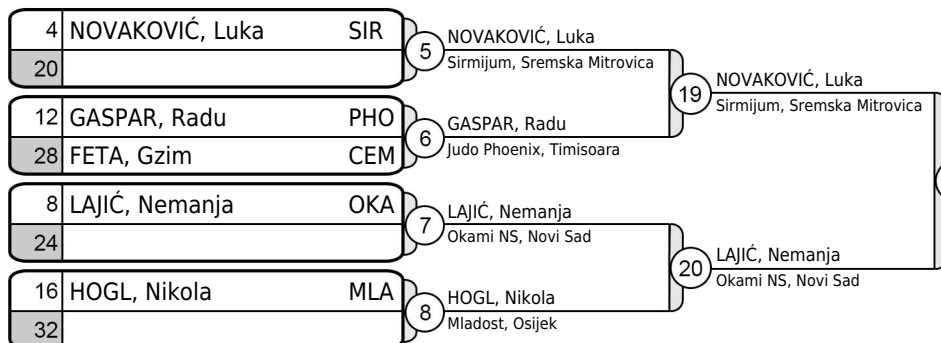 4 NOVAKOVIĆ, Luka SIR
20
5
NOVAKOVIĆ, Luka
Sirmijum, Sremska Mitrovica
12 GASPAR, Radu PHO
28 FETA, Gzim CEM
6
GASPAR, Radu
Judo Phoenix, Timisoara
19
NOVAKOVIĆ, Luka
Sirmijum, Sremska Mitrovica
8 LAJIĆ, Nemanja OKA
24
7
LAJIĆ, Nemanja
Okami NS, Novi Sad
16 HOGL, Nikola MLA
32
8
HOGL, Nikola
Mladost, Osijek
20
LAJIĆ, Nemanja
Okami NS, Novi Sad